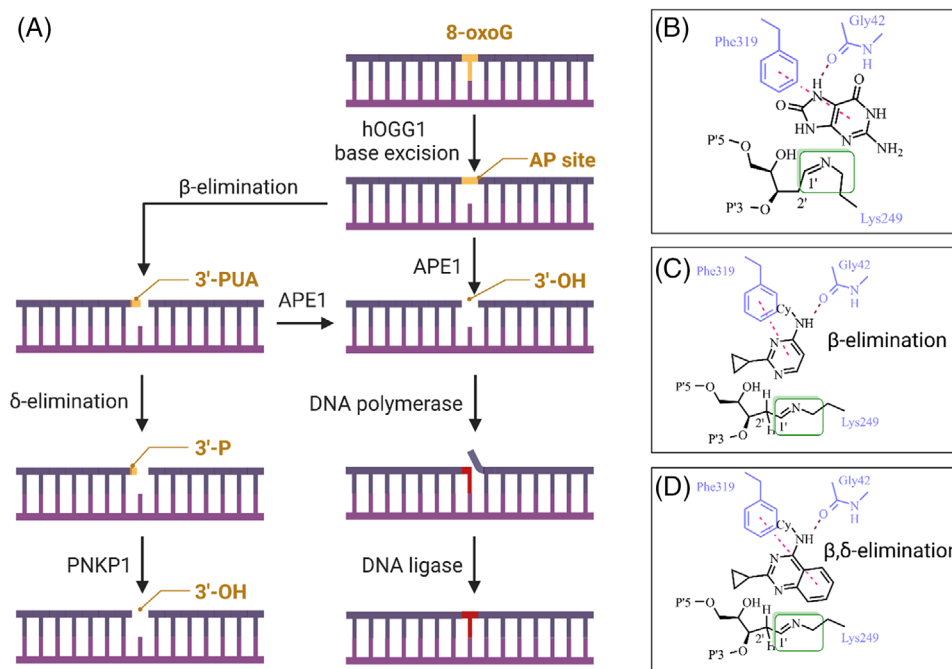 (A)
8-oxoG
hOGG1
base excision
AP site
β-elimination
APE1
3'-PUA
APE1
3'-OH
δ-elimination
DNA polymerase
3'-P
PNKP1
DNA ligase
3'-OH
(B)
Phe319
Gly42
O
N
H
H
N
O
O
NH
N
H
N
NH₂
P'5
O
OH
N
1'
2'
P'3
O
Lys249
(C)
Phe319
Gly42
O
N
H
Cy
NH
N
N
β-elimination
P'5
O
OH
H
N
2'
H
1'
P'3
O
Lys249
(D)
Phe319
Gly42
O
N
H
Cy
NH
N
N
β,δ-elimination
P'5
O
OH
H
N
2'
H
1'
P'3
O
Lys249